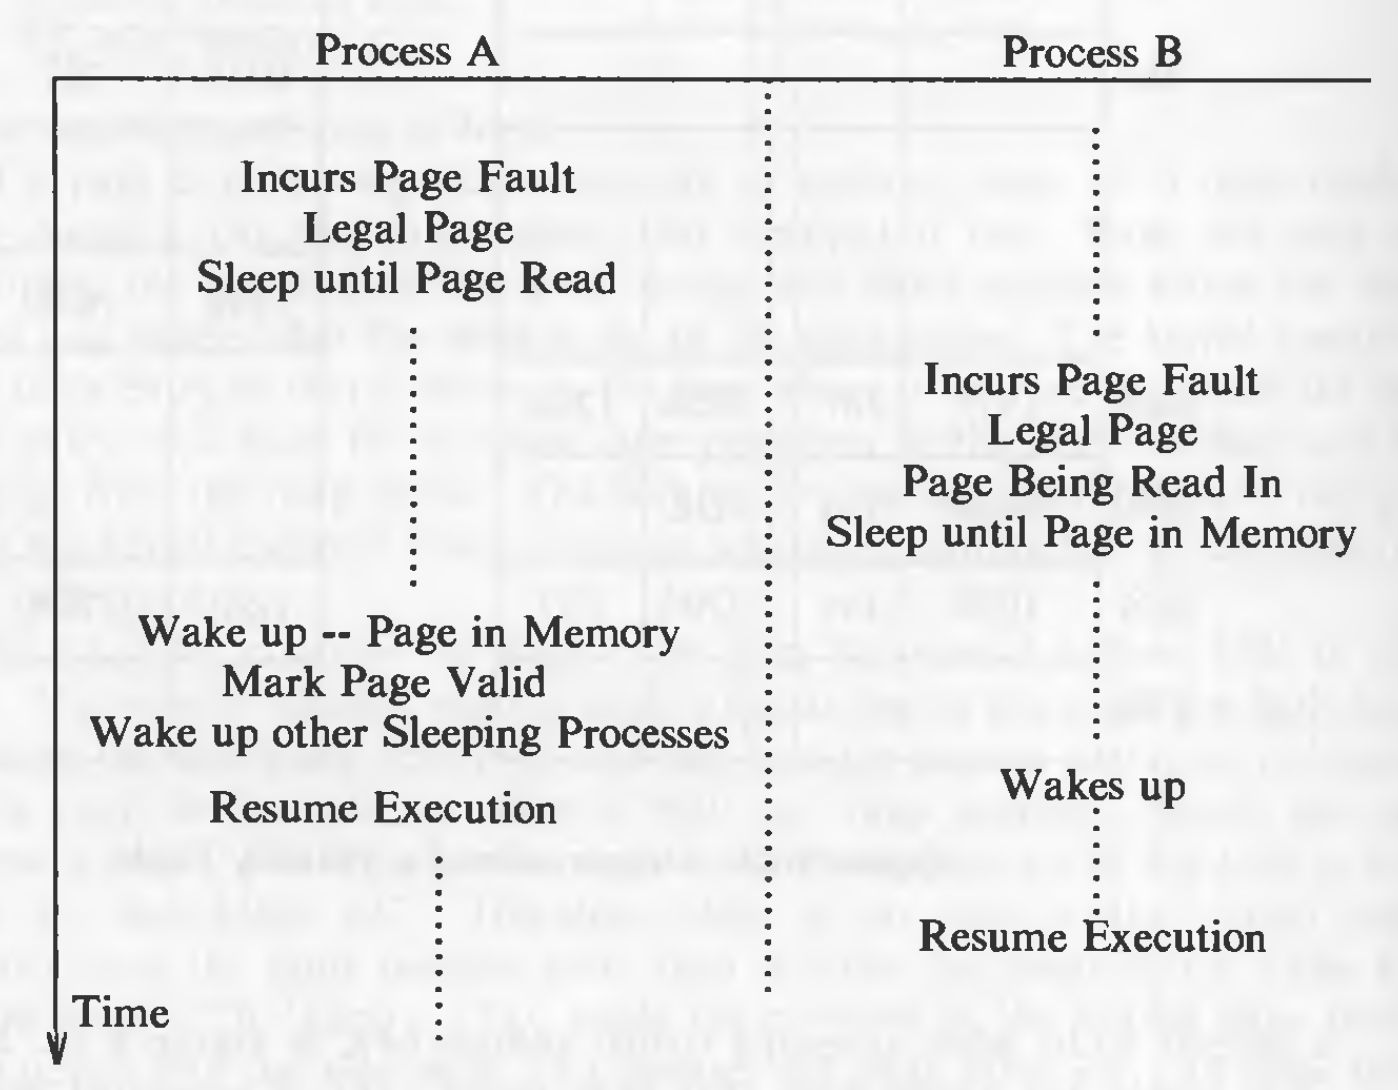 Process A
Process B
Incurs Page Fault
Legal Page
Sleep until Page Read
Incurs Page Fault
Legal Page
Page Being Read In
Sleep until Page in Memory
Wake up -- Page in Memory
Mark Page Valid
Wake up other Sleeping Processes
Resume Execution
Wakes up
Resume Execution
Time